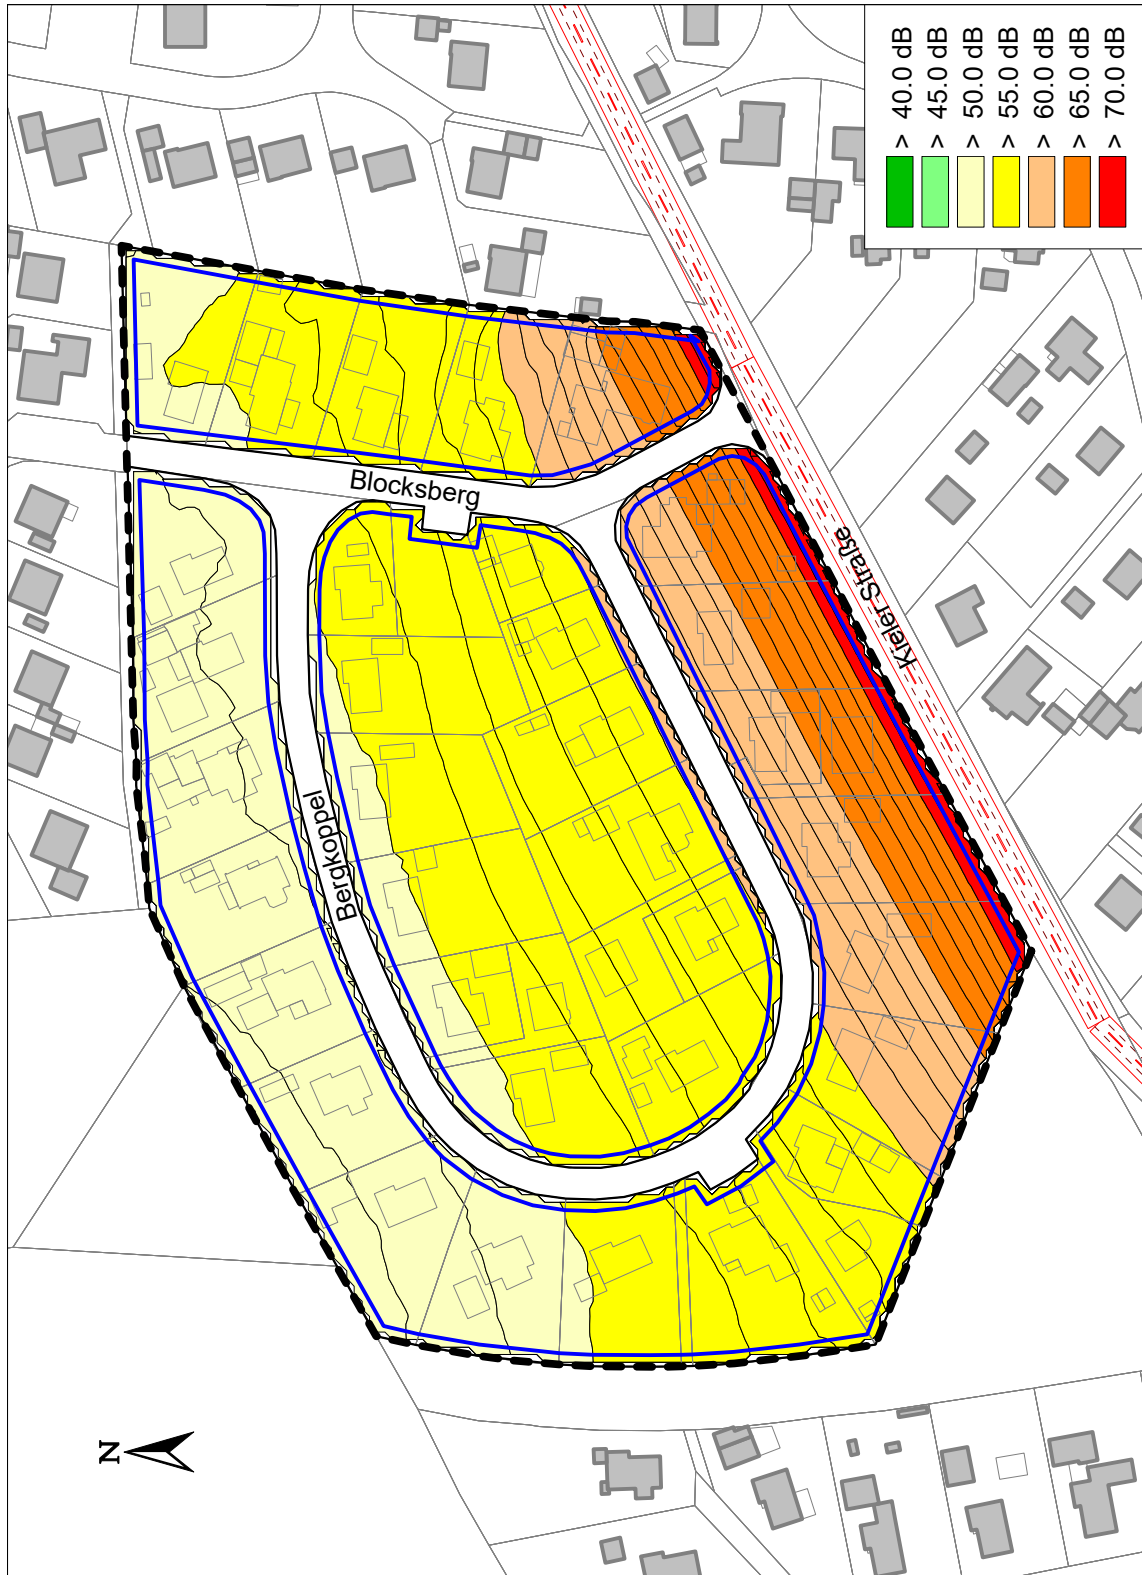 N
Bergkoppel
Blocksberg
Kieler Straße
> 40.0 dB
> 45.0 dB
> 50.0 dB
> 55.0 dB
> 60.0 dB
> 65.0 dB
> 70.0 dB